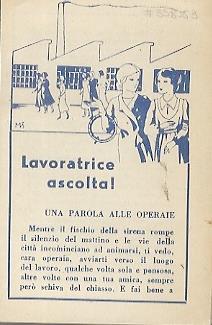 MS
Lavoratrice
ascolta!
UNA PAROLA ALLE OPERAIE
Mentre il fischio della sirena rompe
il silenzio del mattino e le vie della
città incominciano ad animarsi, ti vedo,
cara operaia, avviarti verso il luogo
del lavoro, qualche volta sola e pensosa,
altre volte con una tua amica, sempre
però schiva del chiasso. E fai bene a